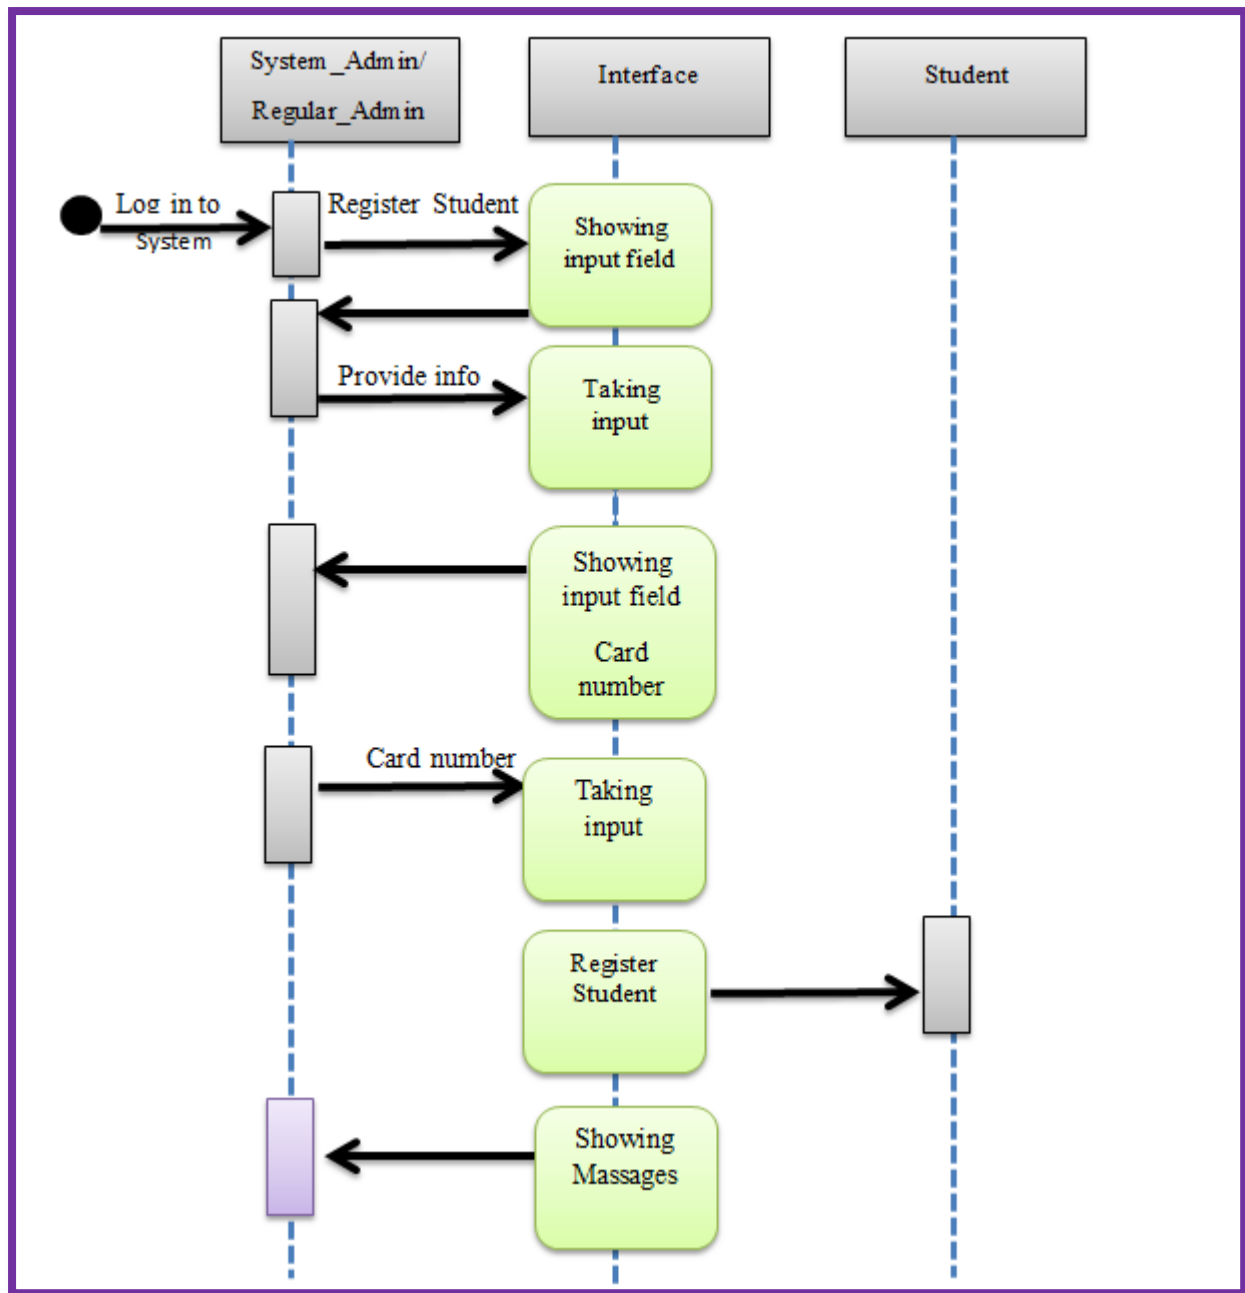 System_Admin/
Regular_Admin
Interface
Student
Log in to
System
Register Student
Showing
input field
Provide info
Taking
input
Showing
input field
Card
number
Card number
Taking
input
Register
Student
Showing
Massages